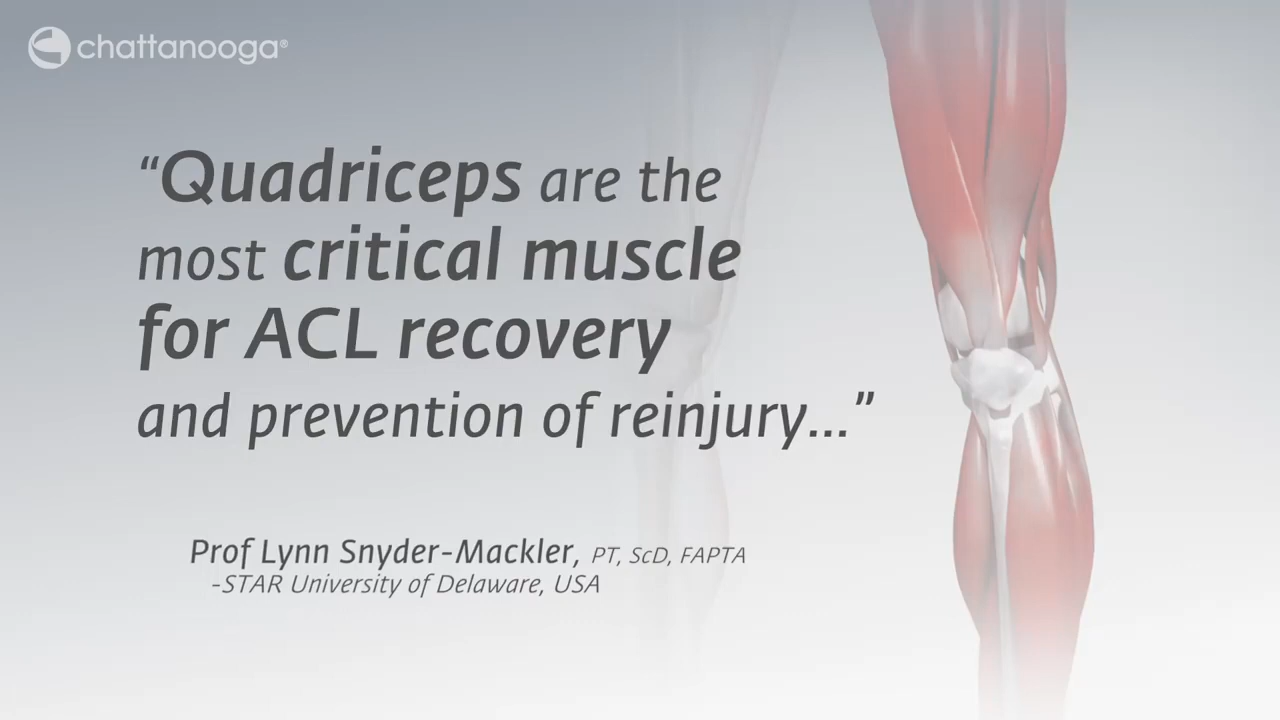 chattanooga®
“Quadriceps are the
most critical muscle
for ACL recovery
and prevention of reinjury...”
Prof Lynn Snyder-Mackler, PT, ScD, FAPTA
-STAR University of Delaware, USA